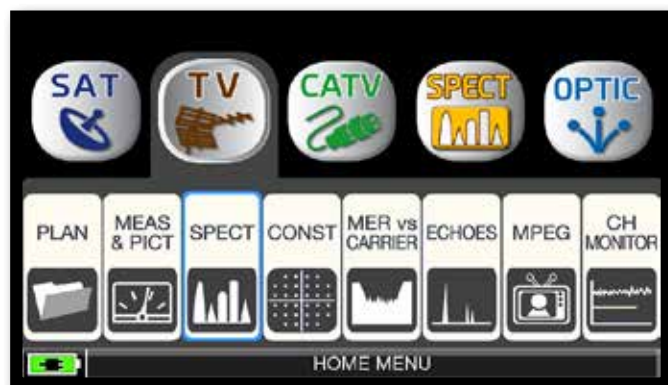 SAT
TV
CATV
SPECT
OPTIC
PLAN
MEAS
& PICT
SPECT
CONST
MER vs
CARRIER
ECHOES
MPEG
CH
MONITOR
HOME MENU